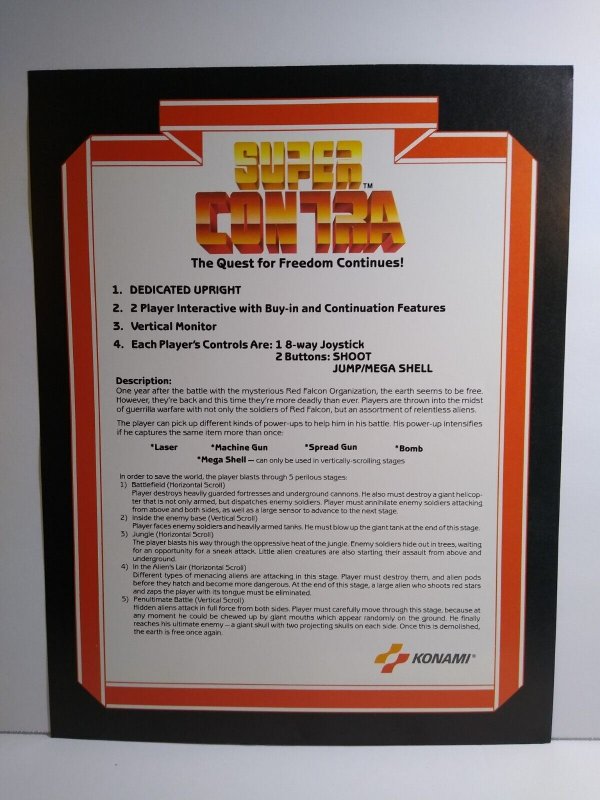 SUPER
CONTRA™
The Quest for Freedom Continues!
1. DEDICATED UPRIGHT
2. 2 Player Interactive with Buy-in and Continuation Features
3. Vertical Monitor
4. Each Player's Controls Are: 1 8-way Joystick
2 Buttons: SHOOT
JUMP/MEGA SHELL
Description:
One year after the battle with the mysterious Red Falcon Organization, the earth seems to be free.
However, they're back and this time they're more deadly than ever. Players are thrown into the midst
of guerrilla warfare with not only the soldiers of Red Falcon, but an assortment of relentless aliens.
The player can pick up different kinds of power-ups to help him in his battle. His power-up intensifies
if he captures the same item more than once:
*Laser *Machine Gun *Spread Gun *Bomb
*Mega Shell — can only be used in vertically-scrolling stages
In order to save the world, the player blasts through 5 perilous stages:
1) Battlefield (Horizontal Scroll)
Player destroys heavily guarded fortresses and underground cannons. He also must destroy a giant helicop-
ter that is not only armed, but dispatches enemy soldiers. Player must annihilate enemy soldiers attacking
from above and both sides, as well as a large sensor to advance to the next stage.
2) Inside the enemy base (Vertical Scroll)
Player faces enemy soldiers and heavily armed tanks. He must blow up the giant tank at the end of this stage.
3) Jungle (Horizontal Scroll)
The player blasts his way through the oppressive heat of the jungle. Enemy soldiers hide out in trees, waiting
for an opportunity for a sneak attack. Little alien creatures are also starting their assault from above and
underground.
4) In the Alien's Lair (Horizontal Scroll)
Different types of menacing aliens are attacking in this stage. Player must destroy them, and alien pods
before they hatch and become more dangerous. At the end of this stage, a large alien who shoots red stars
and zaps the player with its tongue must be eliminated.
5) Penultimate Battle (Vertical Scroll)
Hidden aliens attack in full force from both sides. Player must carefully move through this stage, because at
any moment he could be chewed up by giant mouths which appear randomly on the ground. He finally
reaches his ultimate enemy — a giant skull with two projecting skulls on each side. Once this is demolished,
the earth is free once again.
KONAMI®